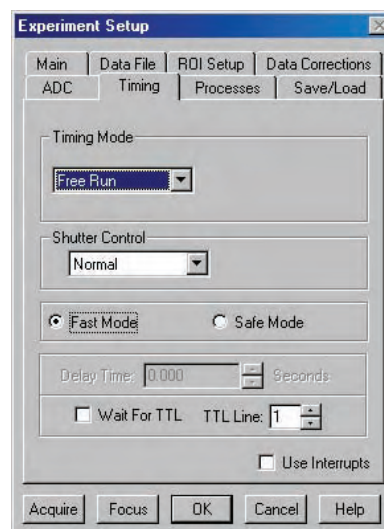 Experiment Setup
Main Data File ROI Setup Data Corrections
ADC Timing Processes Save/Load
Timing Mode
Free Run
Shutter Control
Normal
Fast Mode Safe Mode
Delay Time: 0.000 Seconds
Wait For TTL TTL Line: 1
Use Interrupts
Acquire Focus OK Cancel Help